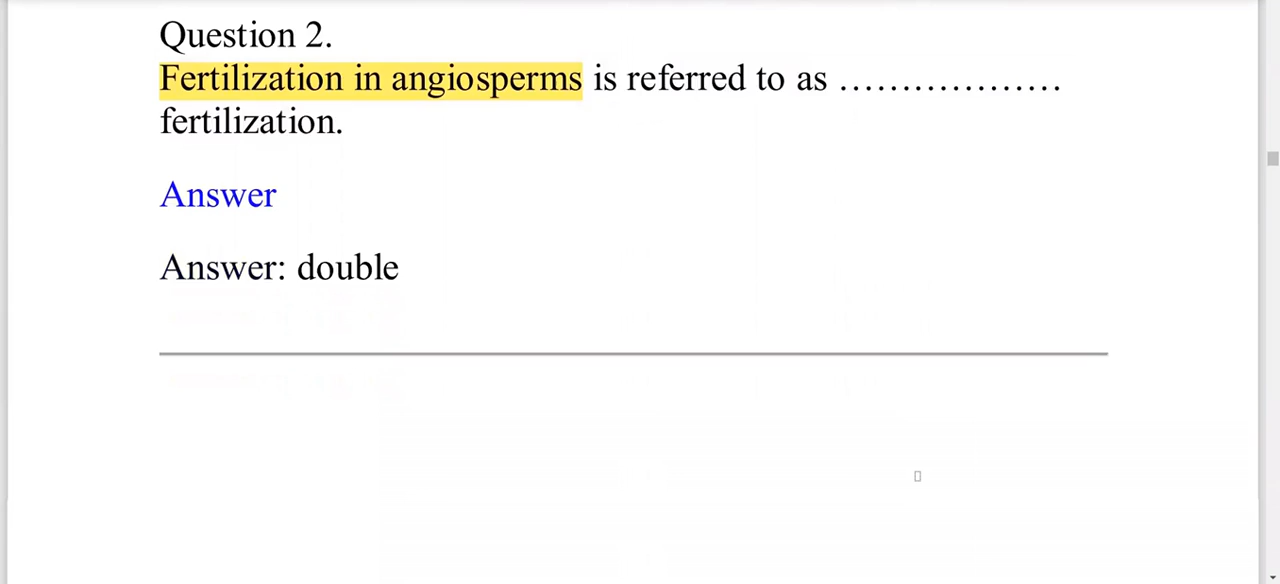 Question 2.
Fertilization in angiosperms is referred to as ………………
fertilization.
Answer
Answer: double